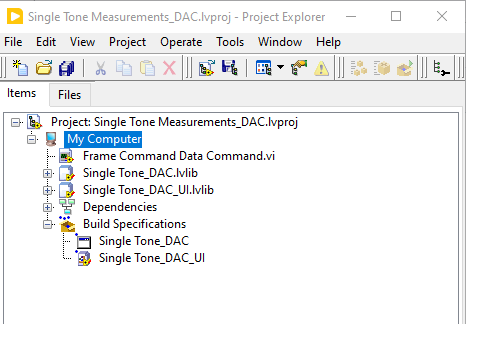 Single Tone Measurements_DAC.lvproj - Project Explorer
File Edit View Project Operate Tools Window Help
Items Files
Project: Single Tone Measurements_DAC.lvproj
My Computer
Frame Command Data Command.vi
Single Tone_DAC.lvlib
Single Tone_DAC_UI.lvlib
Dependencies
Build Specifications
Single Tone_DAC
Single Tone_DAC_UI